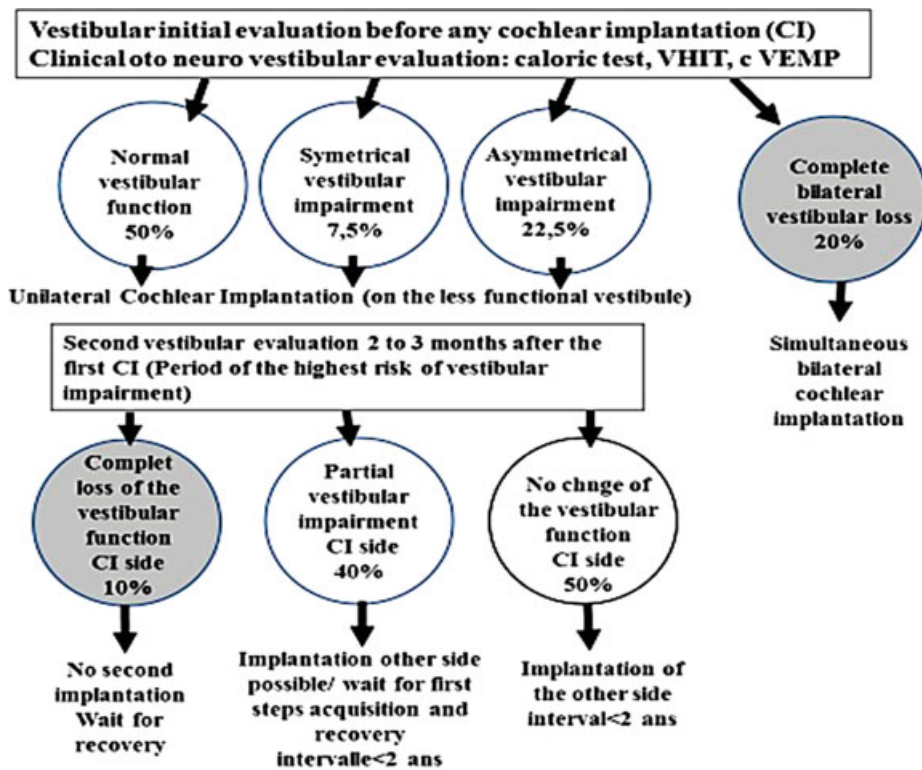 Vestibular initial evaluation before any cochlear implantation (CI)
Clinical oto neuro vestibular evaluation: caloric test, VHIT, c VEMP
Normal
vestibular
function
50%
Symetrical
vestibular
impairment
7,5%
Asymmetrical
vestibular
impairment
22,5%
Complete
bilateral
vestibular loss
20%
Unilateral Cochlear Implantation (on the less functional vestibule)
Simultaneous
bilateral
cochlear
implantation
Second vestibular evaluation 2 to 3 months after the
first CI (Period of the highest risk of vestibular
impairment)
Complet
loss of the
vestibular
function
CI side
10%
Partial
vestibular
impairment
CI side
40%
No chnge of
the vestibular
function
CI side
50%
No second
implantation
Wait for
recovery
Implantation other side
possible/ wait for first
steps acquisition and
recovery
intervalle<2 ans
Implantation of
the other side
interval<2 ans